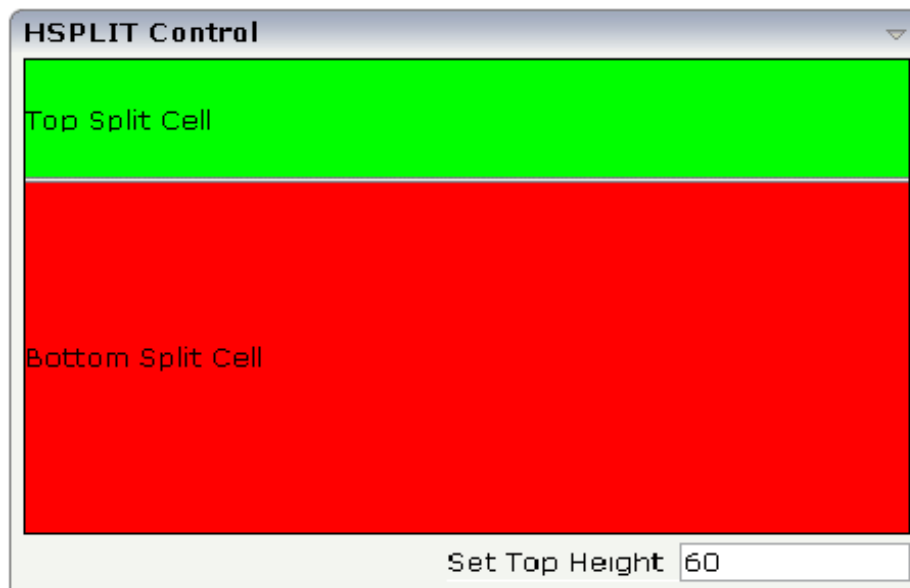 HSPLIT Control
Top Split Cell
Bottom Split Cell
Set Top Height 60